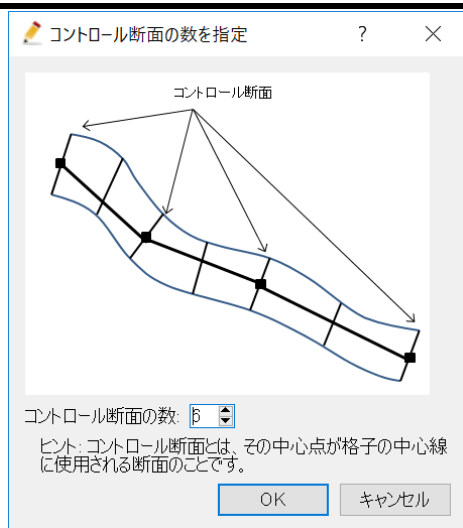 コントロール断面の数を指定
?
コントロール断面
コントロール断面の数:
ヒント: コントロール断面とは、その中心点が格子の中心線
に使用される断面のことです。
OK
キャンセル